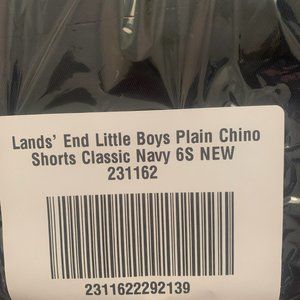 Lands' End Little Boys Plain Chino
Shorts Classic Navy 6S NEW
231162
2311622292139